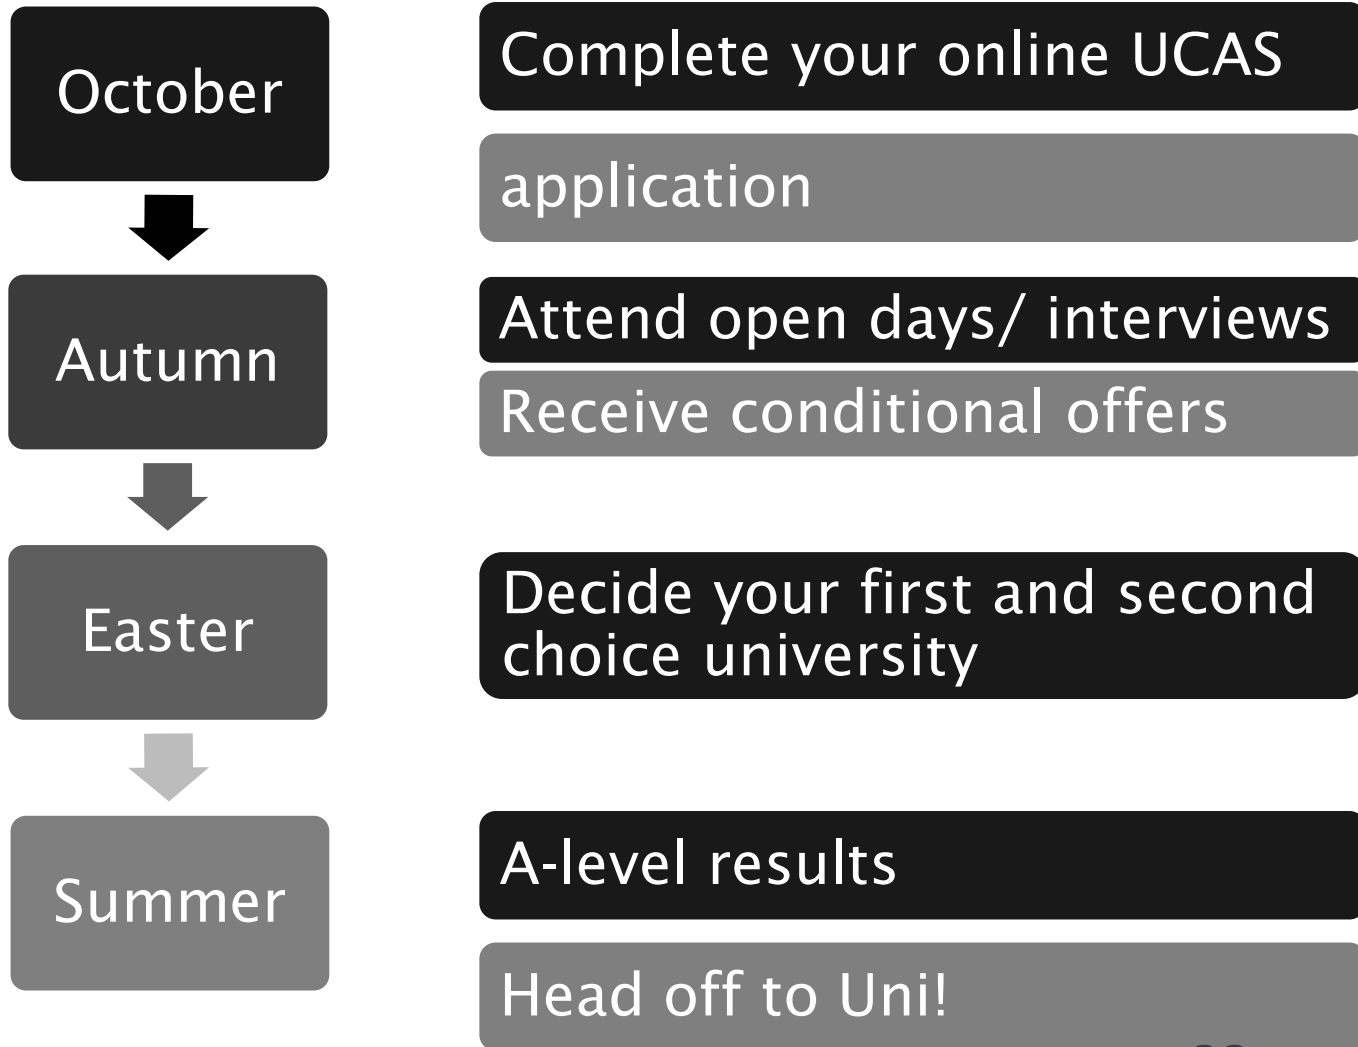 October
Complete your online UCAS
application
Autumn
Attend open days/ interviews
Receive conditional offers
Easter
Decide your first and second
choice university
Summer
A-level results
Head off to Uni!